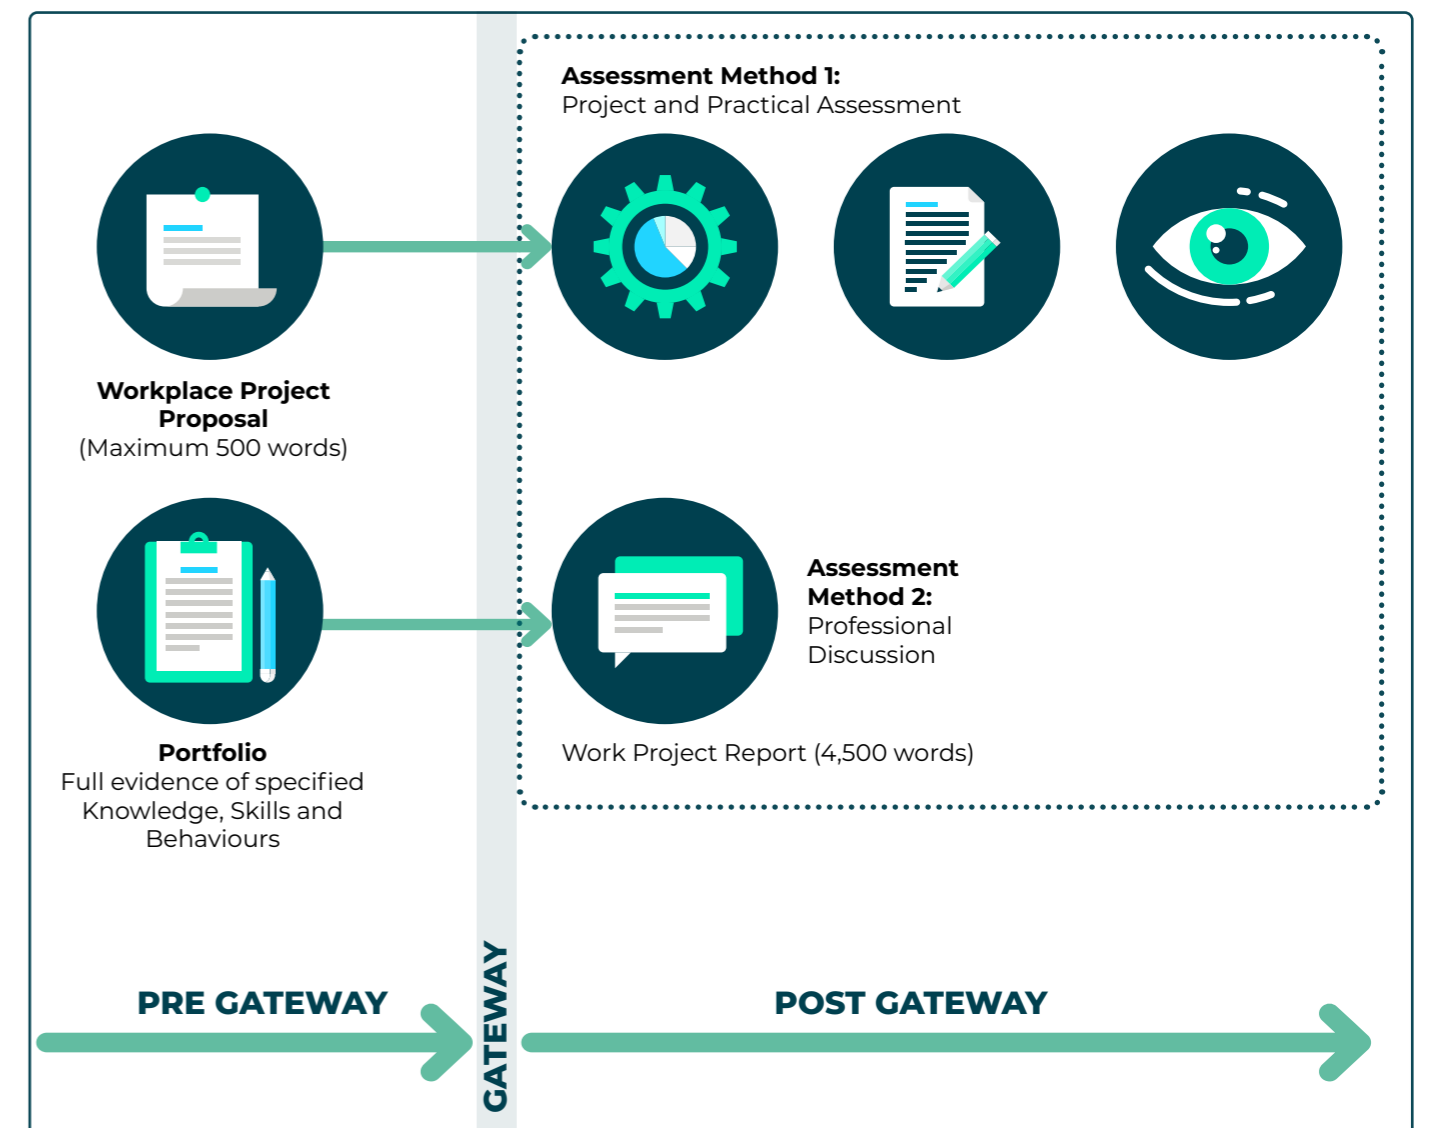 Assessment Method 1:
Project and Practical Assessment
Workplace Project
Proposal
(Maximum 500 words)
Assessment
Method 2:
Professional
Discussion
Portfolio
Full evidence of specified
Knowledge, Skills and
Behaviours
Work Project Report (4,500 words)
PRE GATEWAY
GATEWAY
POST GATEWAY